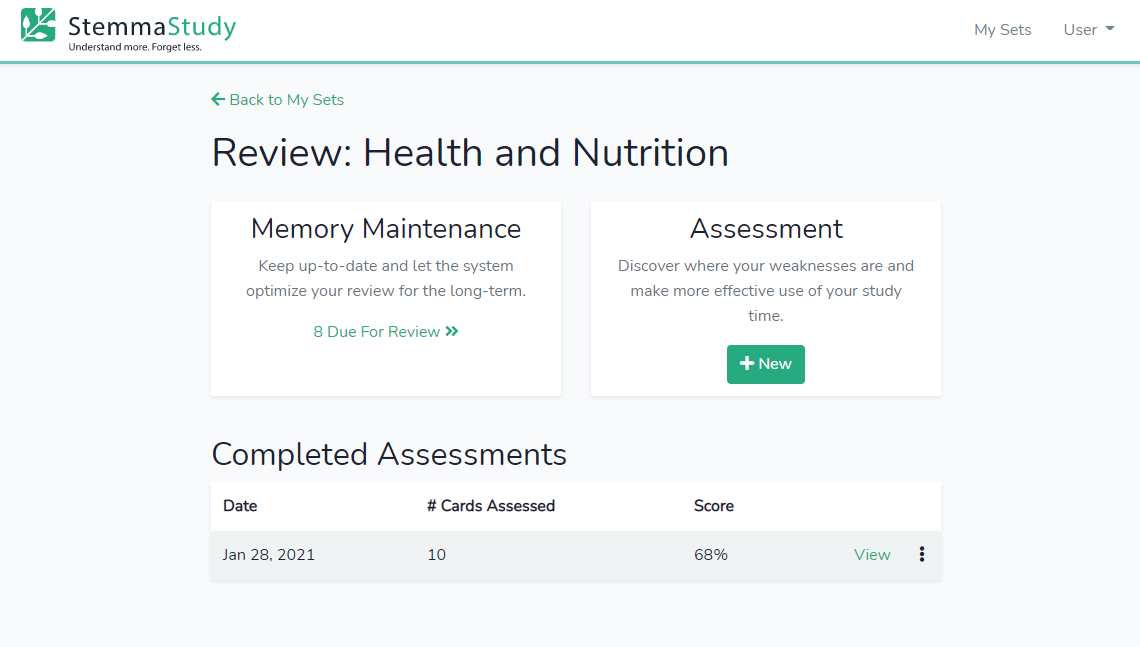 StemmaStudy
Understand more. Forget less.
My Sets
User
Back to My Sets
Review: Health and Nutrition
Memory Maintenance
Keep up-to-date and let the system
optimize your review for the long-term.
8 Due For Review
Assessment
Discover where your weaknesses are and
make more effective use of your study
time.
New
Completed Assessments
Date # Cards Assessed Score
Jan 28, 2021 10 68% View